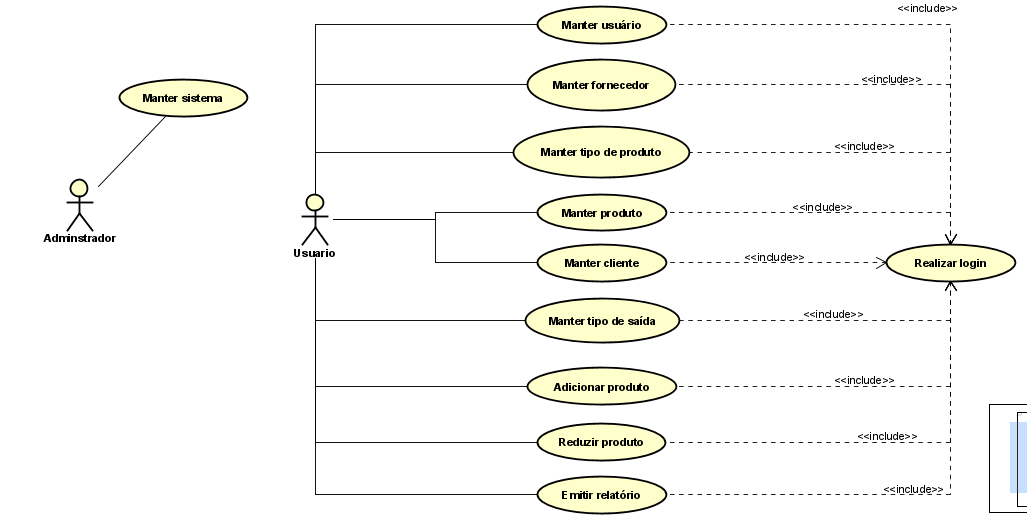 <<include>>
Manter usuário
<<include>>
Manter fornecedor
Manter sistema
<<include>>
Manter tipo de produto
<<include>>
Manter produto
Adminstrador
Usuario
<<include>>
Manter cliente
Realizar login
<<include>>
Manter tipo de saída
<<include>>
Adicionar produto
<<include>>
Reduzir produto
<<include>>
Emitir relatório